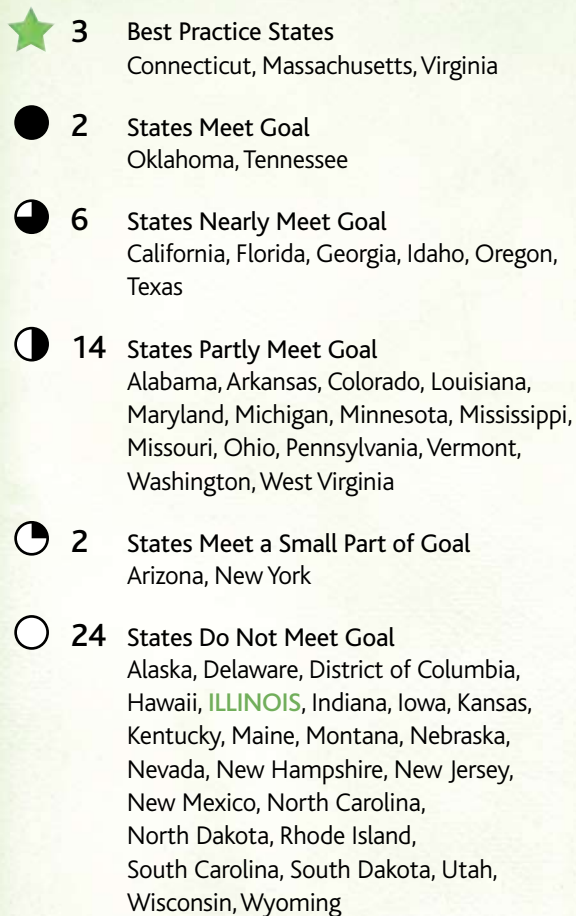 3 Best Practice States
Connecticut, Massachusetts, Virginia
2 States Meet Goal
Oklahoma, Tennessee
6 States Nearly Meet Goal
California, Florida, Georgia, Idaho, Oregon,
Texas
14 States Partly Meet Goal
Alabama, Arkansas, Colorado, Louisiana,
Maryland, Michigan, Minnesota, Mississippi,
Missouri, Ohio, Pennsylvania, Vermont,
Washington, West Virginia
2 States Meet a Small Part of Goal
Arizona, New York
24 States Do Not Meet Goal
Alaska, Delaware, District of Columbia,
Hawaii, ILLINOIS, Indiana, Iowa, Kansas,
Kentucky, Maine, Montana, Nebraska,
Nevada, New Hampshire, New Jersey,
New Mexico, North Carolina,
North Dakota, Rhode Island,
South Carolina, South Dakota, Utah,
Wisconsin, Wyoming